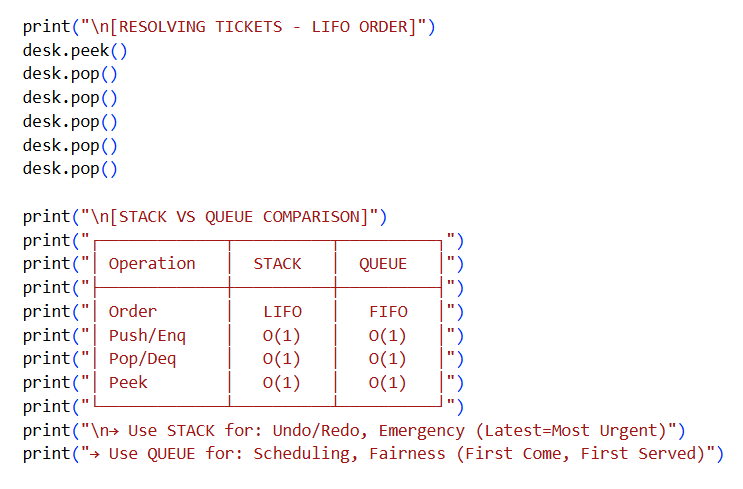 print("\n[RESOLVING TICKETS - LIFO ORDER]")
desk.peek()
desk.pop()
desk.pop()
desk.pop()
desk.pop()
desk.pop()
print("\n[STACK VS QUEUE COMPARISON]")
print("┌─────────────┬──────────┬──────────┐")
print("│ Operation   │  STACK   │  QUEUE   │")
print("├─────────────┼──────────┼──────────┤")
print("│ Order       │   LIFO   │   FIFO   │")
print("│ Push/Enq    │   O(1)   │   O(1)   │")
print("│ Pop/Deq     │   O(1)   │   O(1)   │")
print("│ Peek        │   O(1)   │   O(1)   │")
print("└─────────────┴──────────┴──────────┘")
print("\n→ Use STACK for: Undo/Redo, Emergency (Latest=Most Urgent)")
print("→ Use QUEUE for: Scheduling, Fairness (First Come, First Served)")